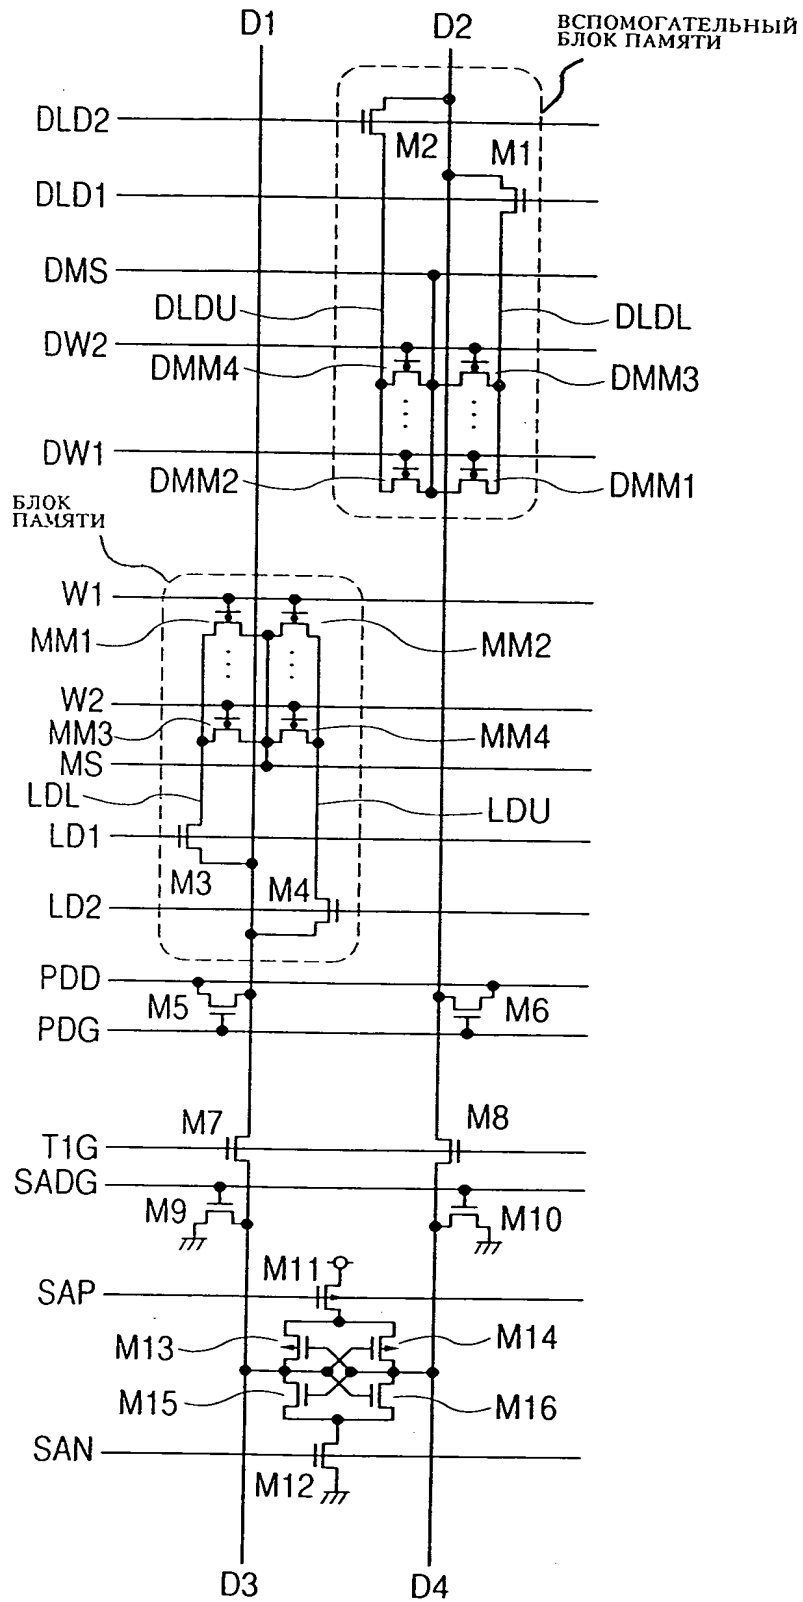 D1 D2 ВСПОМОГАТЕЛЬНЫЙ
БЛОК ПАМЯТИ
DLD2
M2 M1
DLD1
DMS
DLDU DLDL
DW2
DMM4 DMM3
DW1
DMM2 DMM1
БЛОК
ПАМЯТИ
W1
MM1 MM2
W2
MM3 MM4
MS
LDL LDU
LD1
M3 M4
LD2
PDD
M5 M6
PDG
M7 M8
T1G
SADG
M9 M10
M11
SAP
M13 M14
M15 M16
SAN
M12
D3 D4